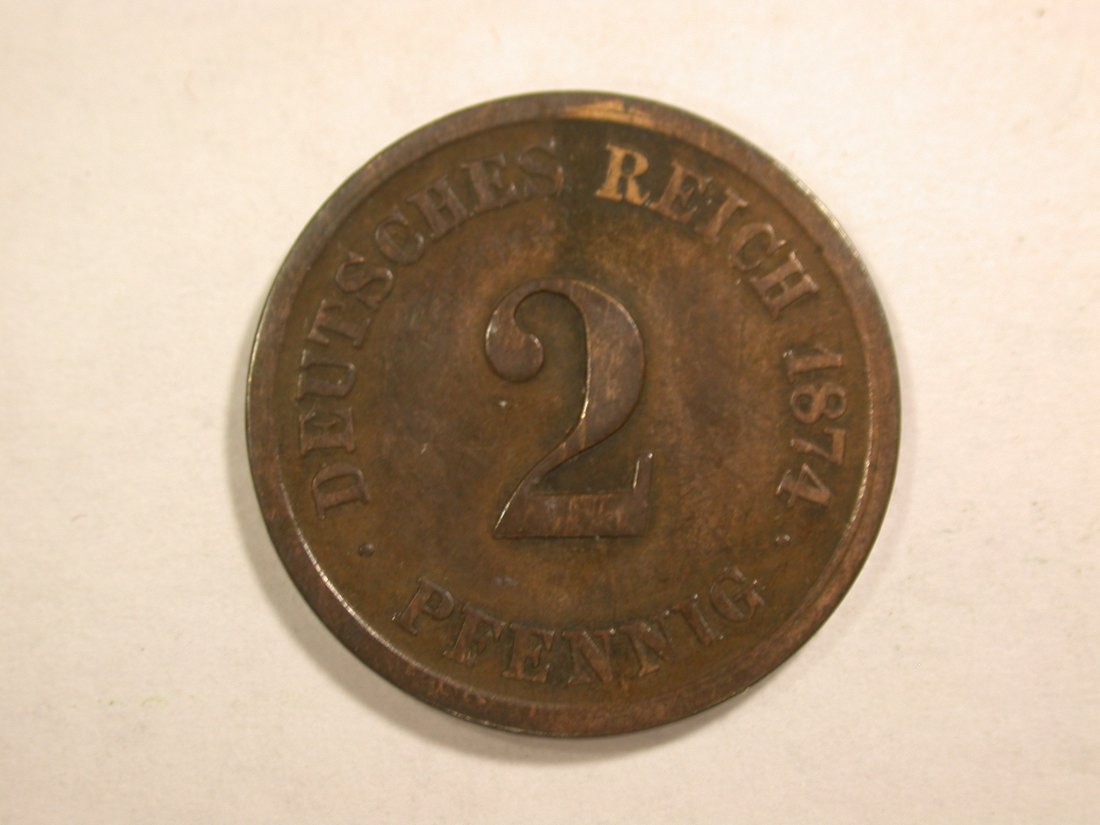 DEUTSCHES REICH 1874
2
PFENNIG